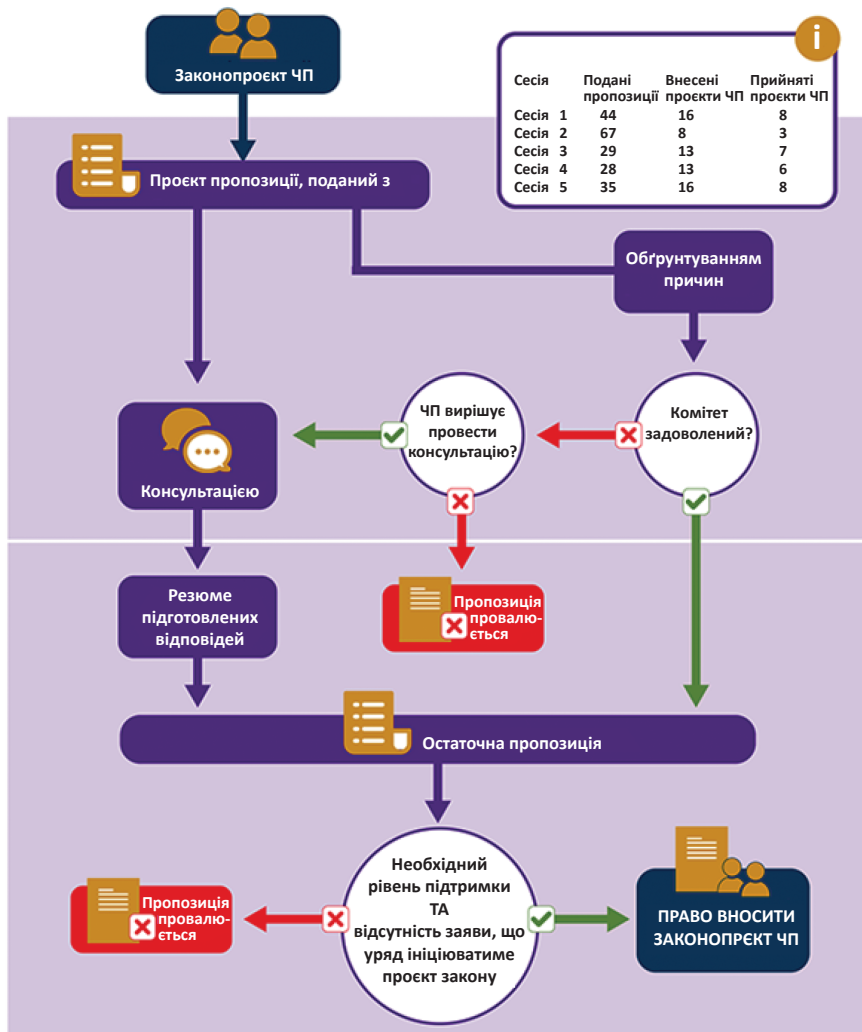 Законопроєкт ЧП
i
Сесія Подані пропозиції Внесені проєкти ЧП Прийняті проєкти ЧП
Сесія 1 44 16 8
Сесія 2 67 8 3
Сесія 3 29 13 7
Сесія 4 28 13 6
Сесія 5 35 16 8
Проєкт пропозиції, поданий з
Обґрунтуванням
причин
Консультацією
ЧП вирішує
провести
консультацію?
Комітет
задоволений?
Резюме
підготовлених
відповідей
Пропозиція
провалю-
ється
Остаточна пропозиція
Пропозиція
провалю-
ється
Необхідний
рівень підтримки
ТА
відсутність заяви, що
уряд ініціюватиме
проєкт закону
ПРАВО ВНОСИТИ
ЗАКОНОПРЄКТ ЧП